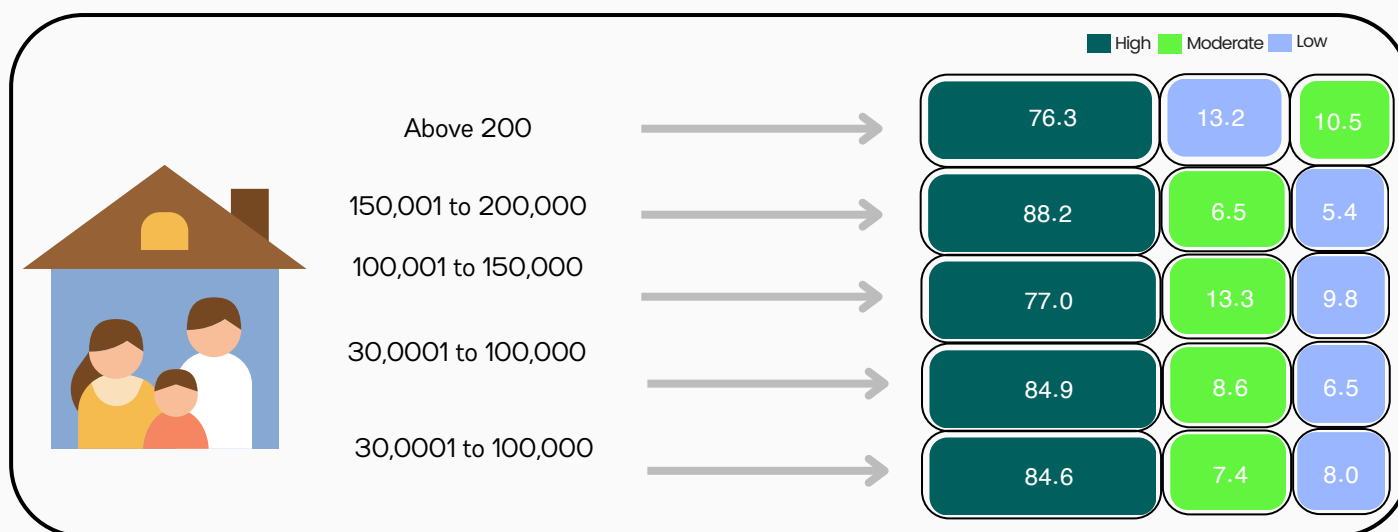 High Moderate Low
Above 200 76.3 13.2 10.5
150,001 to 200,000 88.2 6.5 5.4
100,001 to 150,000 77.0 13.3 9.8
30,0001 to 100,000 84.9 8.6 6.5
30,0001 to 100,000 84.6 7.4 8.0